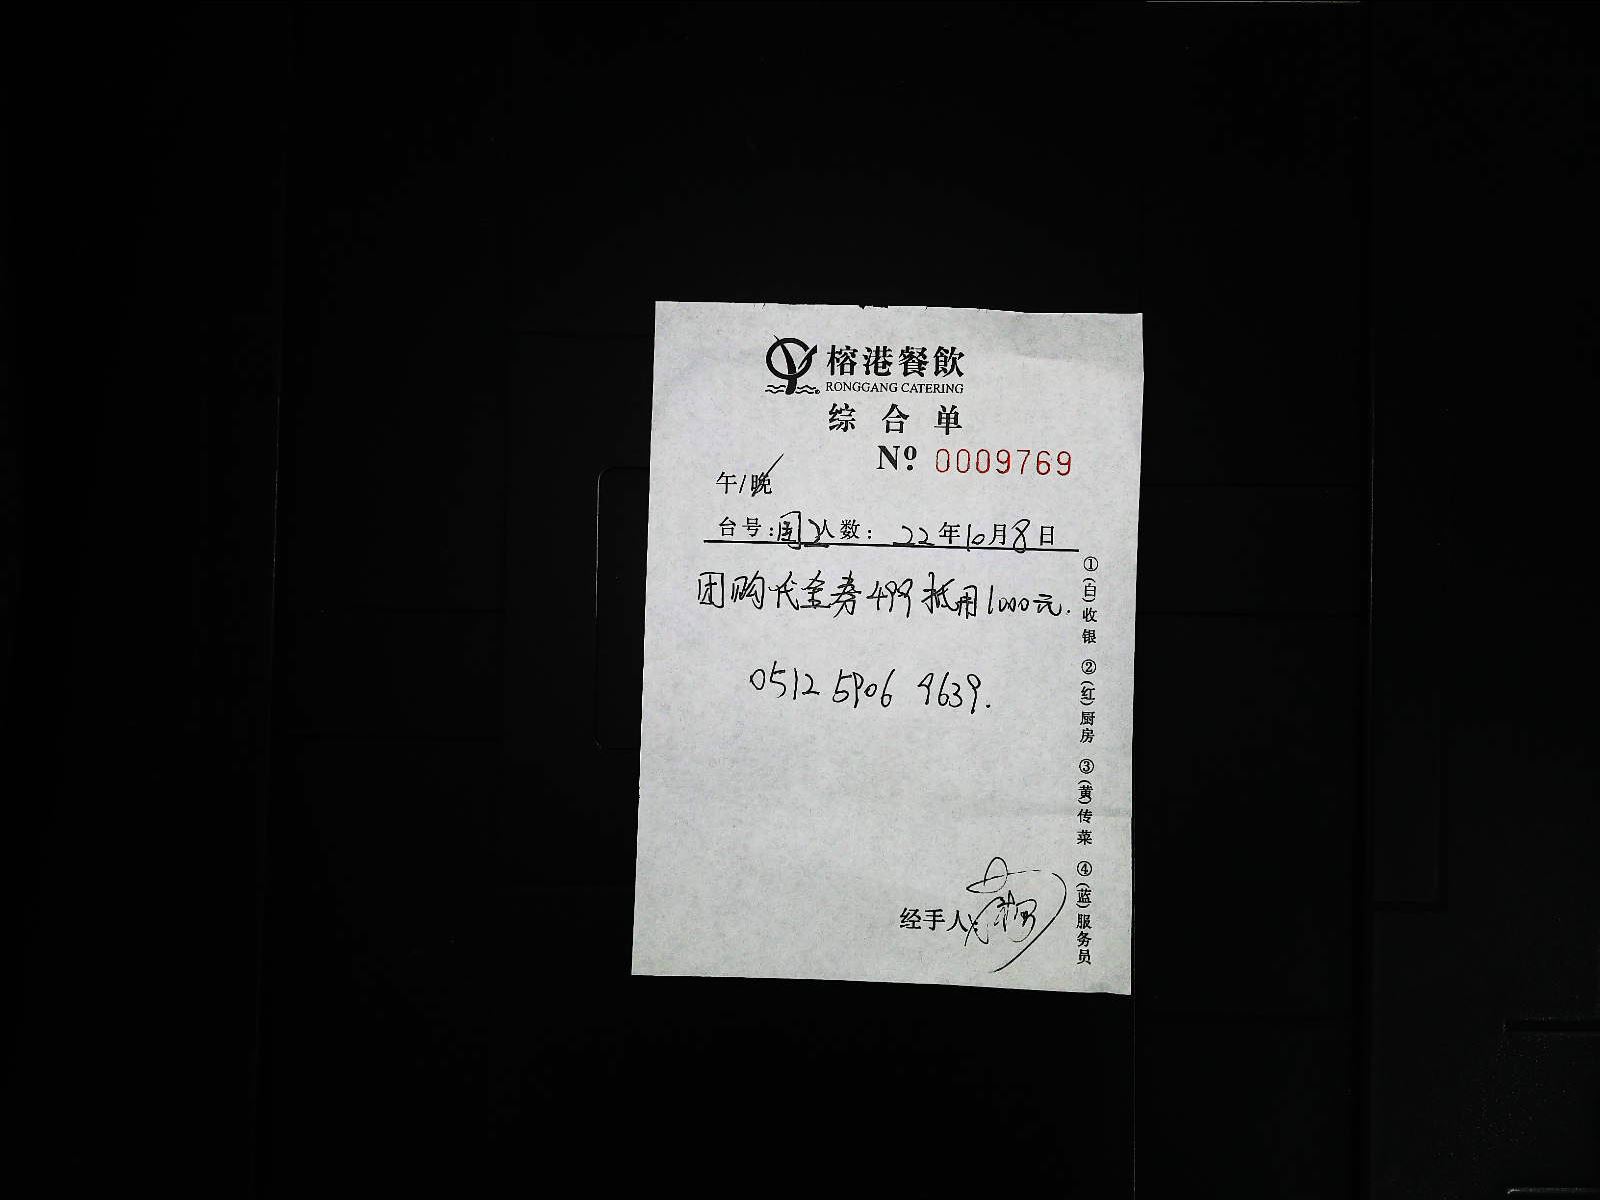 榕港餐飲
RONGGANG CATERING
综合单
Nº 0009769
午/晚
台号: 人数: 22年10月8日
团购代金券499抵用1000元.
0512 5906 9639.
经手人:
①(白)收银 ②(红)厨房 ③(黄)传菜 ④(蓝)服务员